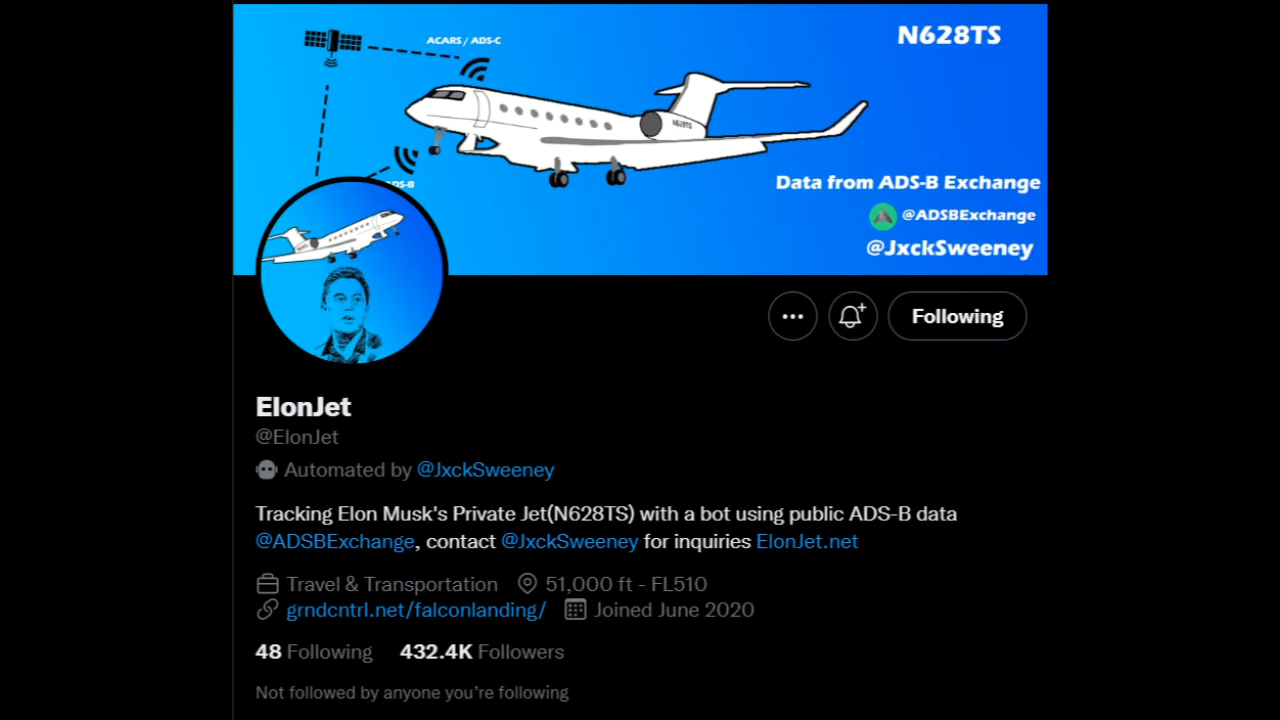 N628TS
ACARS / ADS-C
N628TS
ADS-B
Data from ADS-B Exchange
@ADSBExchange
@JxckSweeney
Following
ElonJet
@ElonJet
Automated by @JxckSweeney
Tracking Elon Musk's Private Jet(N628TS) with a bot using public ADS-B data
@ADSBExchange, contact @JxckSweeney for inquiries ElonJet.net
Travel & Transportation 51,000 ft - FL510
grndcntrl.net/falconlanding/ Joined June 2020
48 Following 432.4K Followers
Not followed by anyone you're following